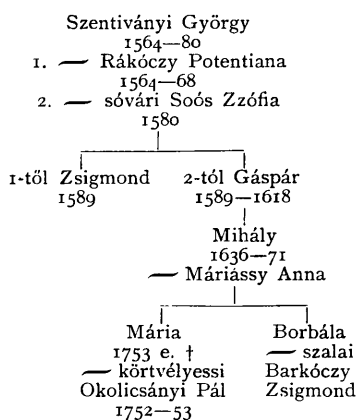 Szentiványi György
1564—80
1. — Rákóczy Potentiana
1564—68
2. — sóvári Soós Zzófia
1580
1-től Zsigmond
1589
2-tól Gáspár
1589—1618
Mihály
1636—71
— Máriássy Anna
Mária
1753 e. †
— körtvélyessi
Okolicsányi Pál
1752—53
Borbála
— szalai
Barkóczy
Zsigmond